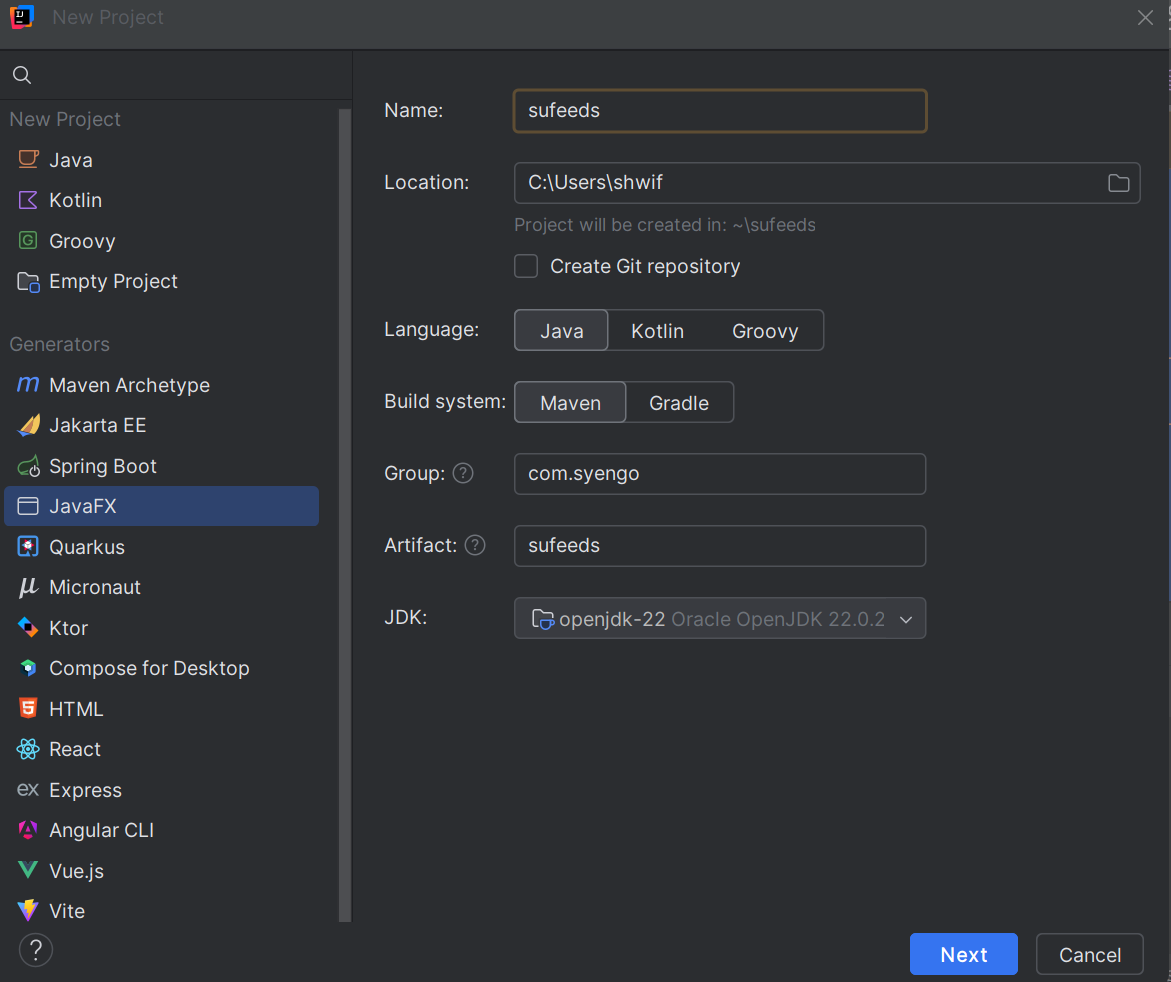 New Project
New Project
Java
Kotlin
Groovy
Empty Project
Generators
Maven Archetype
Jakarta EE
Spring Boot
JavaFX
Quarkus
Micronaut
Ktor
Compose for Desktop
HTML
React
Express
Angular CLI
Vue.js
Vite
Name: sufeeds
Location: C:\Users\shwif
Project will be created in: ~\sufeeds
Create Git repository
Language: Java Kotlin Groovy
Build system: Maven Gradle
Group: ? com.syengo
Artifact: ? sufeeds
JDK: openjdk-22 Oracle OpenJDK 22.0.2
? Next Cancel